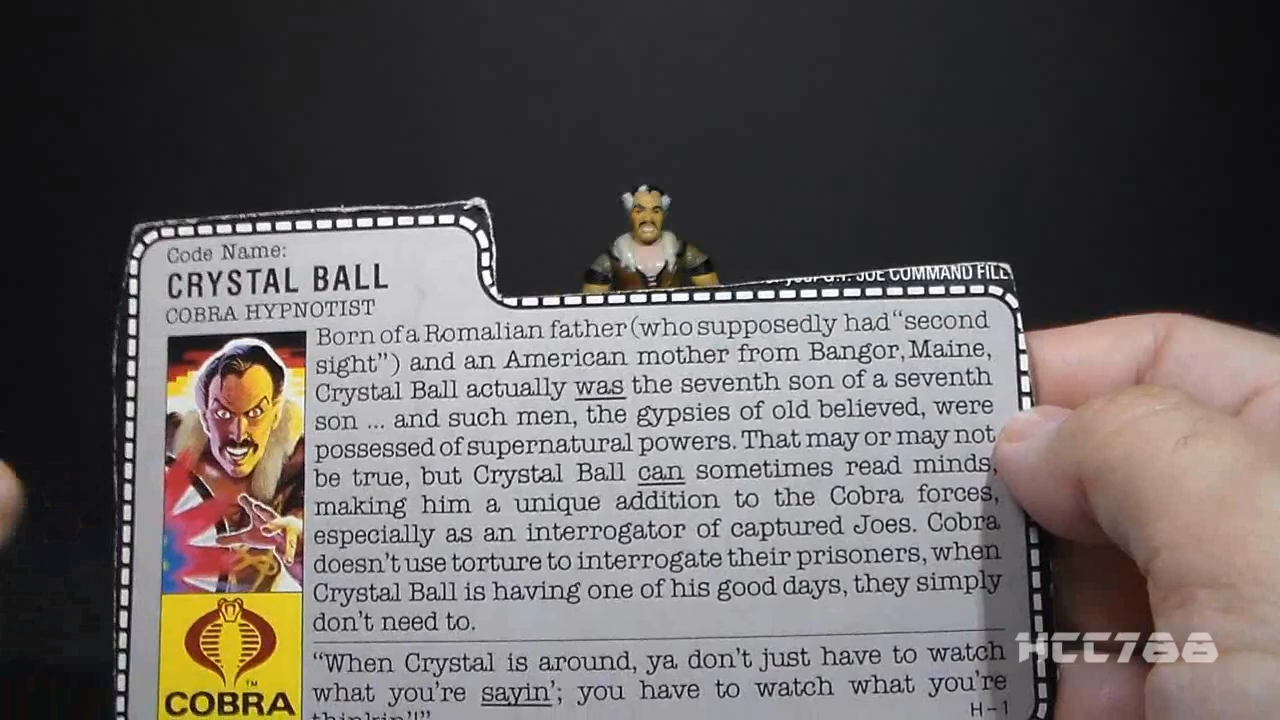 your G.I. JOE COMMAND FILE
Code Name:
CRYSTAL BALL
COBRA HYPNOTIST
Born of a Romalian father (who supposedly had "second
sight") and an American mother from Bangor, Maine,
Crystal Ball actually was the seventh son of a seventh
son ... and such men, the gypsies of old believed, were
possessed of supernatural powers. That may or may not
be true, but Crystal Ball can sometimes read minds,
making him a unique addition to the Cobra forces,
especially as an interrogator of captured Joes. Cobra
doesn't use torture to interrogate their prisoners, when
Crystal Ball is having one of his good days, they simply
don't need to.
"When Crystal is around, ya don't just have to watch
what you're sayin'; you have to watch what you're
thinkin'!"
H-1
TM
COBRA
HCC788